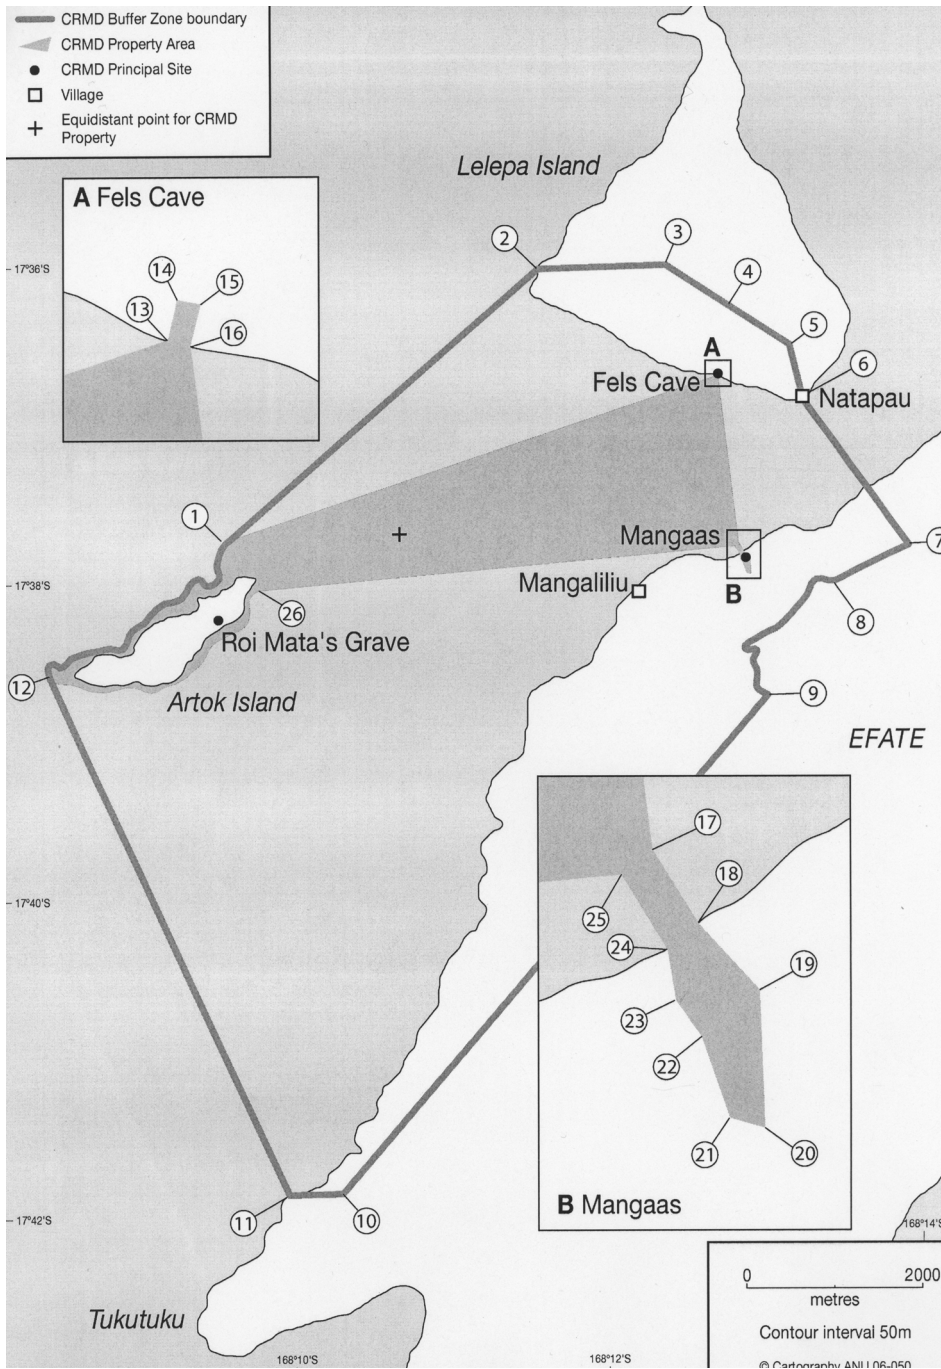 CRMD Buffer Zone boundary
CRMD Property Area
CRMD Principal Site
Village
Equidistant point for CRMD
Property
Lelepa Island
A Fels Cave
2
3
17°36'S
14
15
4
13
16
5
A
6
Fels Cave
Natapau
1
Mangaas
7
17°38'S
Mangaliliu
B
26
8
Roi Mata's Grave
12
9
Artok Island
EFATE
17
18
17°40'S
25
24
19
23
22
21
20
B Mangaas
11
10
17°42'S
168°14'S
0
2000
metres
Tukutuku
Contour interval 50m
168°10'S
168°12'S
© Cartography ANU 06-050